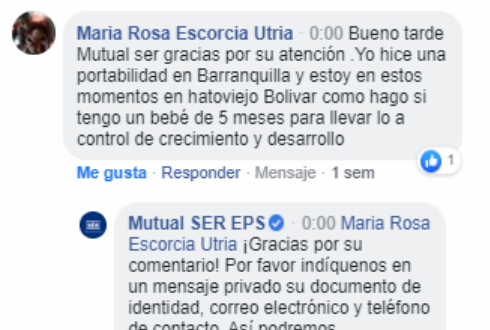 Maria Rosa Escorcia Utria · 0:00 Bueno tarde
Mutual ser gracias por su atención .Yo hice una
portabilidad en Barranquilla y estoy en estos
momentos en hatoviejo Bolivar como hago si
tengo un bebé de 5 meses para llevar lo a
control de crecimiento y desarrollo
1
Me gusta · Responder · Mensaje · 1 sem
Mutual SER EPS · 0:00 Maria Rosa
Escorcia Utria ¡Gracias por su
comentario! Por favor indíquenos en
un mensaje privado su documento de
identidad, correo electrónico y teléfono
de contacto. Así podremos